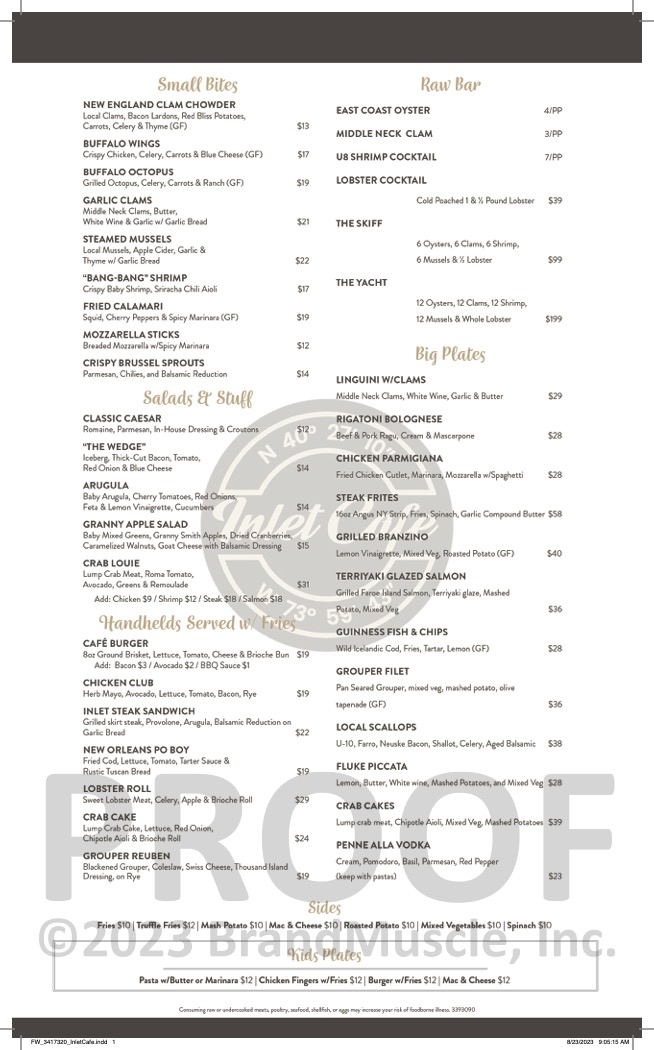 Small Bites
NEW ENGLAND CLAM CHOWDER
Local Clams, Bacon Lardons, Red Bliss Potatoes,
Carrots, Celery & Thyme (GF) $13
BUFFALO WINGS
Crispy Chicken, Celery, Carrots & Blue Cheese (GF) $17
BUFFALO OCTOPUS
Grilled Octopus, Celery, Carrots & Ranch (GF) $19
GARLIC CLAMS
Middle Neck Clams, Butter,
White Wine & Garlic w/ Garlic Bread $21
STEAMED MUSSELS
Local Mussels, Apple Cider, Garlic &
Thyme w/ Garlic Bread $22
"BANG-BANG" SHRIMP
Crispy Baby Shrimp, Sriracha Chili Aioli $17
FRIED CALAMARI
Squid, Cherry Peppers & Spicy Marinara (GF) $19
MOZZARELLA STICKS
Breaded Mozzarella w/Spicy Marinara $12
CRISPY BRUSSEL SPROUTS
Parmesan, Chilies, and Balsamic Reduction $14
Salads & Stuff
CLASSIC CAESAR
Romaine, Parmesan, In-House Dressing & Croutons $12
"THE WEDGE"
Iceberg, Thick-Cut Bacon, Tomato,
Red Onion & Blue Cheese $14
ARUGULA
Baby Arugula, Cherry Tomatoes, Red Onions,
Feta & Lemon Vinaigrette, Cucumbers $14
GRANNY APPLE SALAD
Baby Mixed Greens, Granny Smith Apples, Dried Cranberries,
Caramelized Walnuts, Goat Cheese with Balsamic Dressing $15
CRAB LOUIE
Lump Crab Meat, Roma Tomato,
Avocado, Greens & Remoulade $31
Add: Chicken $9 / Shrimp $12 / Steak $18 / Salmon $18
Handhelds Served w/ Fries
CAFÉ BURGER
8oz Ground Brisket, Lettuce, Tomato, Cheese & Brioche Bun $19
Add: Bacon $3 / Avocado $2 / BBQ Sauce $1
CHICKEN CLUB
Herb Mayo, Avocado, Lettuce, Tomato, Bacon, Rye $19
INLET STEAK SANDWICH
Grilled skirt steak, Provolone, Arugula, Balsamic Reduction on
Garlic Bread $22
NEW ORLEANS PO BOY
Fried Cod, Lettuce, Tomato, Tarter Sauce &
Rustic Tuscan Bread $19
LOBSTER ROLL
Sweet Lobster Meat, Celery, Apple & Brioche Roll $29
CRAB CAKE
Lump Crab Cake, Lettuce, Red Onion,
Chipotle Aioli & Brioche Roll $24
GROUPER REUBEN
Blackened Grouper, Coleslaw, Swiss Cheese, Thousand Island
Dressing, on Rye $19
Raw Bar
EAST COAST OYSTER 4/PP
MIDDLE NECK CLAM 3/PP
U8 SHRIMP COCKTAIL 7/PP
LOBSTER COCKTAIL
Cold Poached 1 & ½ Pound Lobster $39
THE SKIFF
6 Oysters, 6 Clams, 6 Shrimp,
6 Mussels & ½ Lobster $99
THE YACHT
12 Oysters, 12 Clams, 12 Shrimp,
12 Mussels & Whole Lobster $199
Big Plates
LINGUINI W/CLAMS
Middle Neck Clams, White Wine, Garlic & Butter $29
RIGATONI BOLOGNESE
Beef & Pork Ragu, Cream & Mascarpone $28
CHICKEN PARMIGIANA
Fried Chicken Cutlet, Marinara, Mozzarella w/Spaghetti $28
STEAK FRITES
16oz Angus NY Strip, Fries, Spinach, Garlic Compound Butter $58
GRILLED BRANZINO
Lemon Vinaigrette, Mixed Veg, Roasted Potato (GF) $40
TERRIYAKI GLAZED SALMON
Grilled Faroe Island Salmon, Terriyaki glaze, Mashed
Potato, Mixed Veg $36
GUINNESS FISH & CHIPS
Wild Icelandic Cod, Fries, Tartar, Lemon (GF) $28
GROUPER FILET
Pan Seared Grouper, mixed veg, mashed potato, olive
tapenade (GF) $36
LOCAL SCALLOPS
U-10, Farro, Neuske Bacon, Shallot, Celery, Aged Balsamic $38
FLUKE PICCATA
Lemon, Butter, White wine, Mashed Potatoes, and Mixed Veg $28
CRAB CAKES
Lump crab meat, Chipotle Aioli, Mixed Veg, Mashed Potatoes $39
PENNE ALLA VODKA
Cream, Pomodoro, Basil, Parmesan, Red Pepper
(keep with pastas) $23
N 40° 27' 10"
Inlet Cafe
W 73° 59' 43"
PROOF
Sides
Fries $10 | Truffle Fries $12 | Mash Potato $10 | Mac & Cheese $10 | Roasted Potato $10 | Mixed Vegetables $10 | Spinach $10
©2023 Brand Muscle, Inc.
Kids Plates
Pasta w/Butter or Marinara $12 | Chicken Fingers w/Fries $12 | Burger w/Fries $12 | Mac & Cheese $12
Consuming raw or undercooked meats, poultry, seafood, shellfish, or eggs may increase your risk of foodborne illness. 3393090
FW_3417320_InletCafe.indd 1 8/23/2023 9:05:15 AM